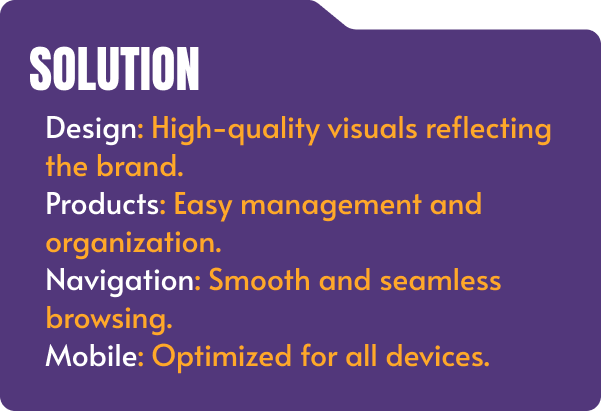 SOLUTION
Design: High-quality visuals reflecting
the brand.
Products: Easy management and
organization.
Navigation: Smooth and seamless
browsing.
Mobile: Optimized for all devices.